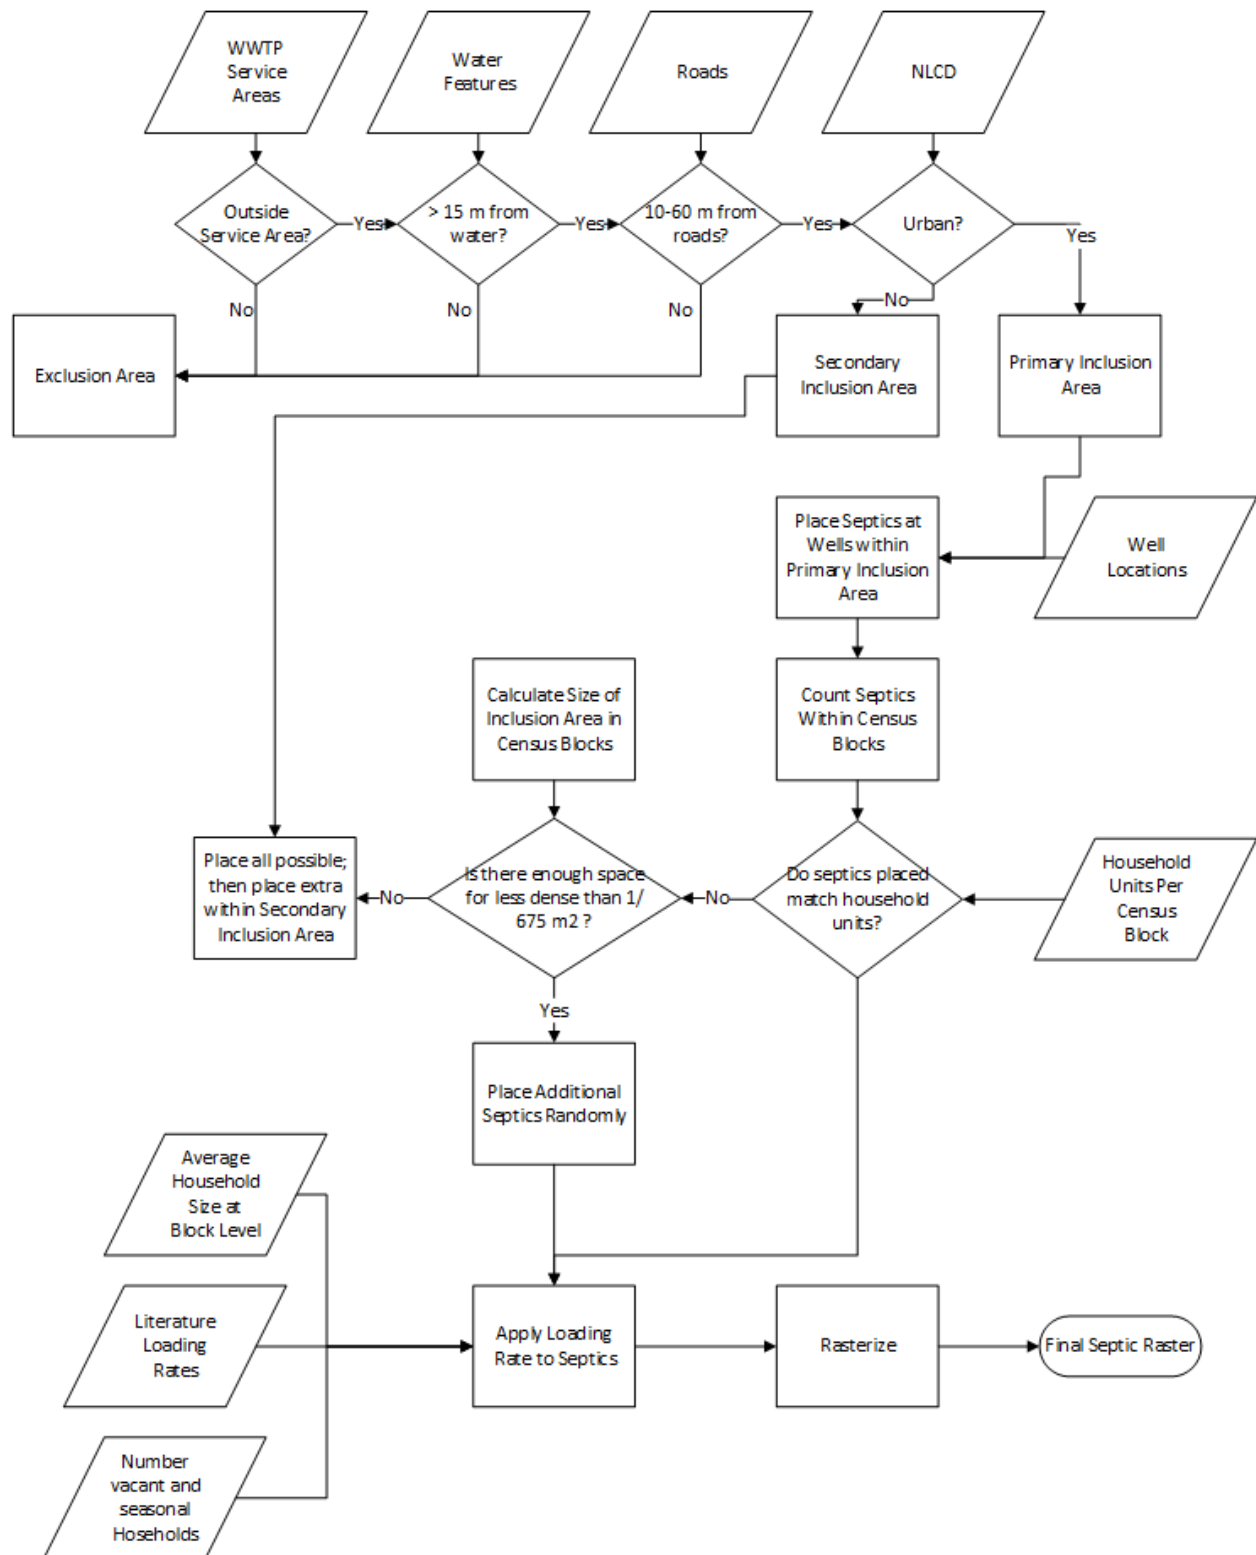 WWTP
Service
Areas
Water
Features
Roads
NLCD
Outside
Service Area?
Yes
> 15 m from
water?
Yes
10-60 m from
roads?
Yes
Urban?
Yes
No
No
No
No
Exclusion Area
Secondary
Inclusion Area
Primary Inclusion
Area
Place Septics at
Wells within
Primary Inclusion
Area
Well
Locations
Calculate Size of
Inclusion Area in
Census Blocks
Count Septics
Within Census
Blocks
Place all possible;
then place extra
within Secondary
Inclusion Area
No
Is there enough space
for less dense than 1/
675 m2 ?
No
Do septics placed
match household
units?
Household
Units Per
Census
Block
Yes
Place Additional
Septics Randomly
Average
Household
Size at
Block Level
Literature
Loading
Rates
Apply Loading
Rate to Septics
Rasterize
Final Septic Raster
Number
vacant and
seasonal
Hoseholds